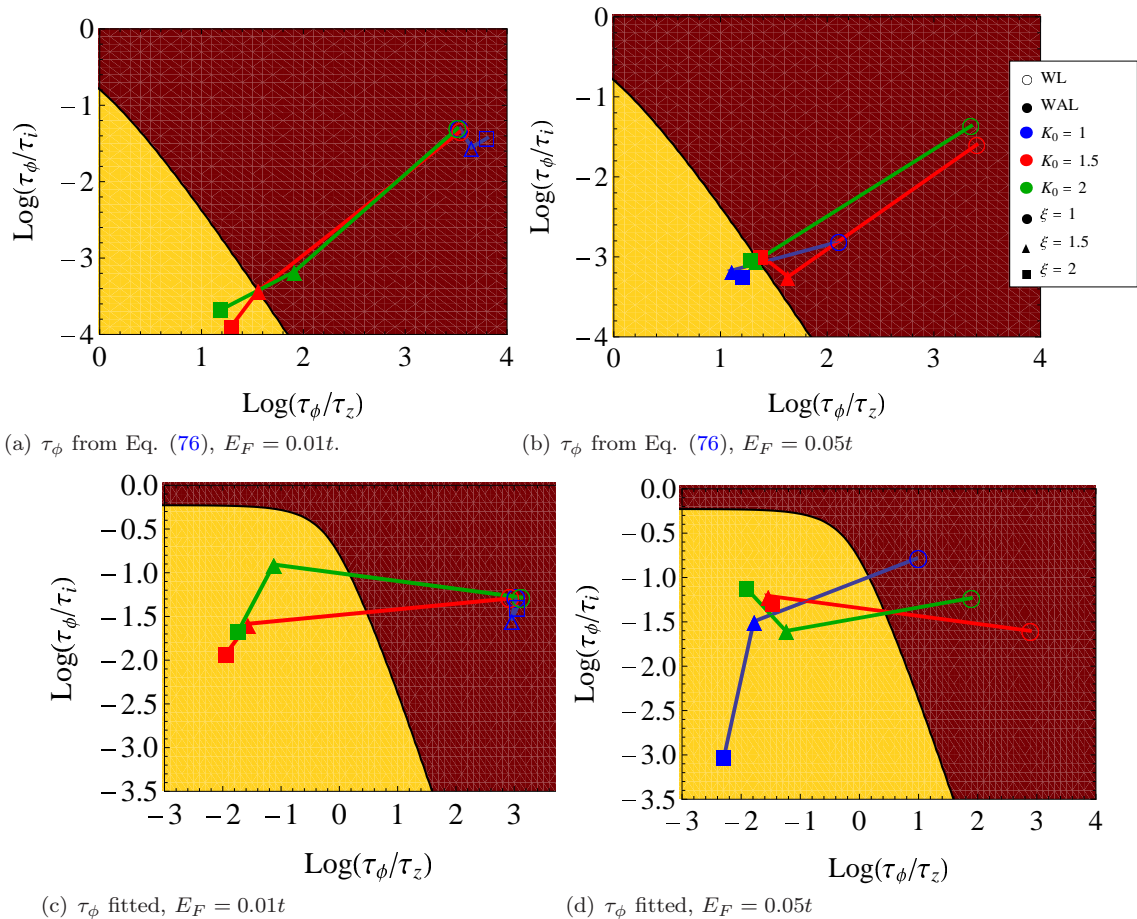 0
−1
−2
−3
−4
0
1
2
3
4
Log(τϕ/τi)
Log(τϕ/τz)
(a) τϕ from Eq. (76), EF = 0.01t.
0
−1
−2
−3
−4
0
1
2
3
4
Log(τϕ/τi)
Log(τϕ/τz)
WL
WAL
K0 = 1
K0 = 1.5
K0 = 2
ξ = 1
ξ = 1.5
ξ = 2
(b) τϕ from Eq. (76), EF = 0.05t
0.0
−0.5
−1.0
−1.5
−2.0
−2.5
−3.0
−3.5
−3
−2
−1
0
1
2
3
Log(τϕ/τi)
Log(τϕ/τz)
(c) τϕ fitted, EF = 0.01t
0.0
−0.5
−1.0
−1.5
−2.0
−2.5
−3.0
−3.5
−3
−2
−1
0
1
2
3
4
Log(τϕ/τi)
Log(τϕ/τz)
(d) τϕ fitted, EF = 0.05t